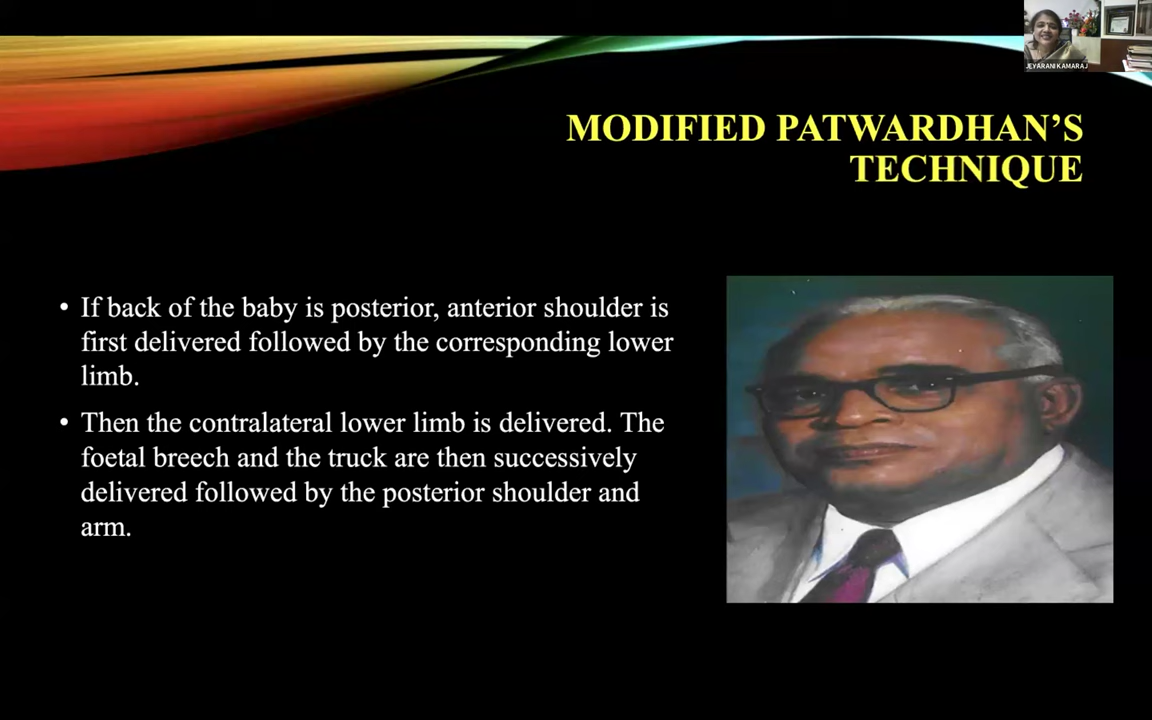 JEYARANI KAMARAJ
MODIFIED PATWARDHAN’S
TECHNIQUE
• If back of the baby is posterior, anterior shoulder is
first delivered followed by the corresponding lower
limb.
• Then the contralateral lower limb is delivered. The
foetal breech and the truck are then successively
delivered followed by the posterior shoulder and
arm.